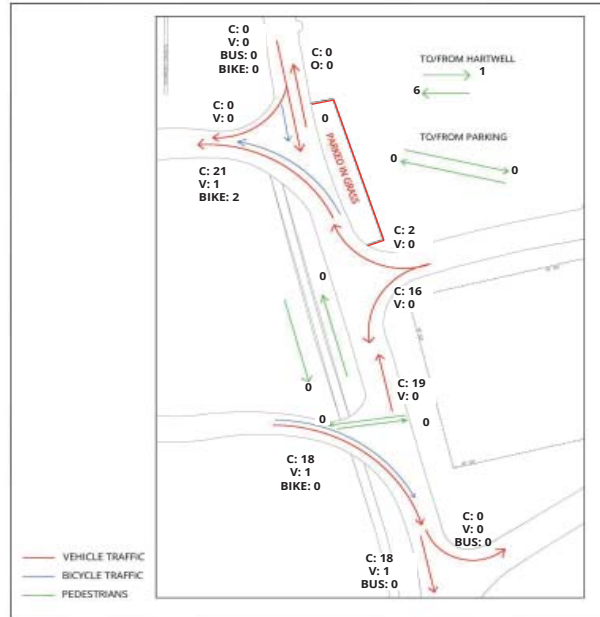 C: 0
V: 0
BUS: 0
BIKE: 0
C: 0
O: 0
TO/FROM HARTWELL
1
6
C: 0
V: 0
0
PARKED IN GRASS
TO/FROM PARKING
0
0
C: 21
V: 1
BIKE: 2
C: 2
V: 0
0
C: 16
V: 0
0
C: 19
V: 0
0
0
C: 18
V: 1
BIKE: 0
C: 0
V: 0
BUS: 0
VEHICLE TRAFFIC
BICYCLE TRAFFIC
PEDESTRIANS
C: 18
V: 1
BUS: 0